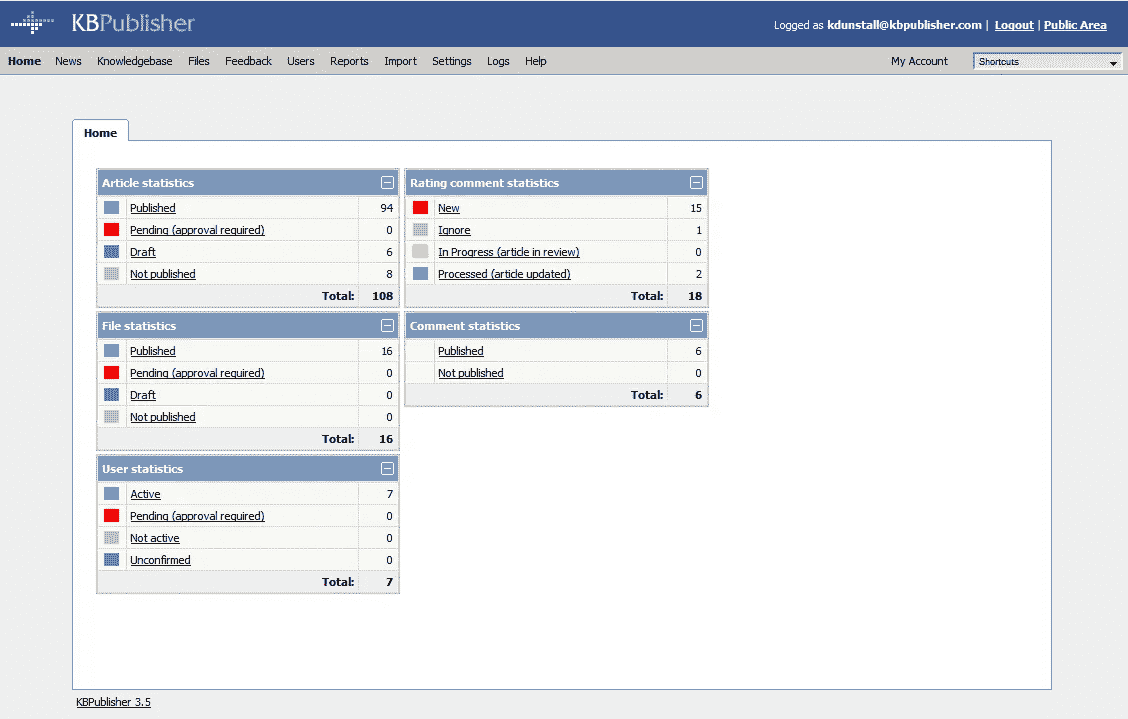 KBPublisher
Logged as kdunstall@kbpublisher.com | Logout | Public Area
Home News Knowledgebase Files Feedback Users Reports Import Settings Logs Help My Account Shortcuts
Home
Article statistics
Published 94
Pending (approval required) 0
Draft 6
Not published 8
Total: 108
Rating comment statistics
New 15
Ignore 1
In Progress (article in review) 0
Processed (article updated) 2
Total: 18
File statistics
Published 16
Pending (approval required) 0
Draft 0
Not published 0
Total: 16
Comment statistics
Published 6
Not published 0
Total: 6
User statistics
Active 7
Pending (approval required) 0
Not active 0
Unconfirmed 0
Total: 7
KBPublisher 3.5